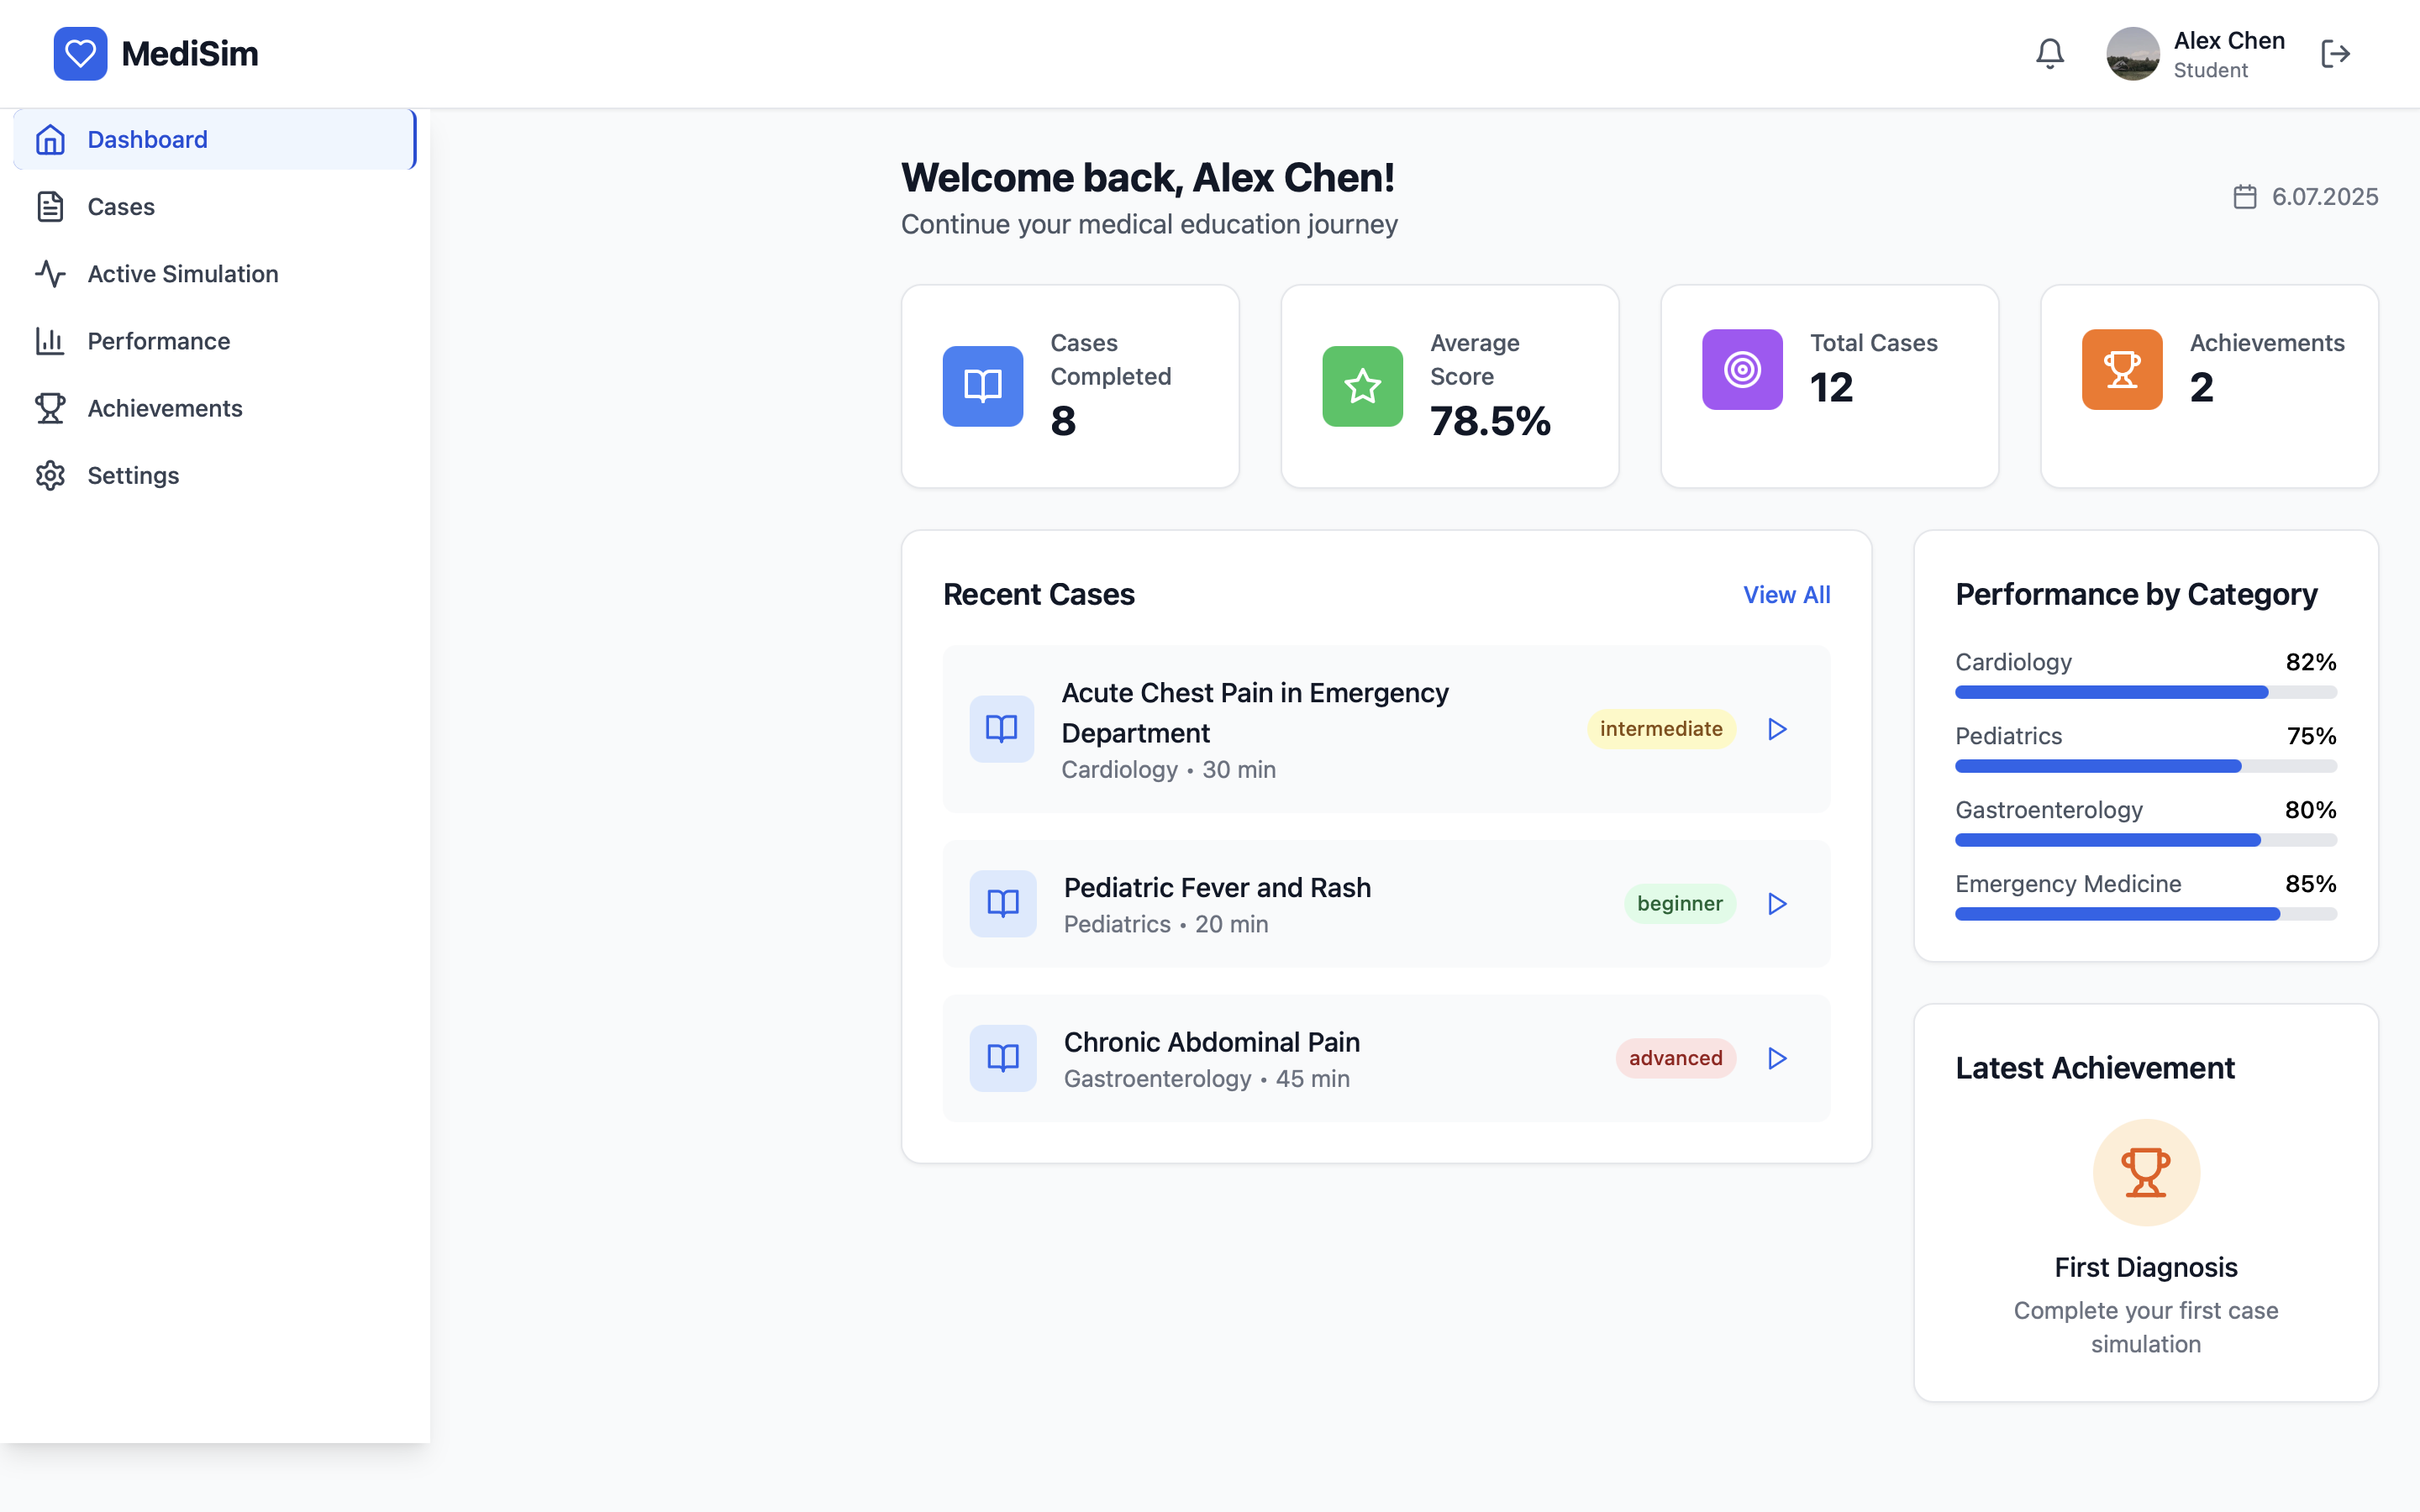 MediSim
Alex Chen
Student
Dashboard
Cases
Active Simulation
Performance
Achievements
Settings
Welcome back, Alex Chen!
Continue your medical education journey
6.07.2025
Cases
Completed
8
Average
Score
78.5%
Total Cases
12
Achievements
2
Recent Cases
View All
Acute Chest Pain in Emergency
Department
Cardiology • 30 min
intermediate
Pediatric Fever and Rash
Pediatrics • 20 min
beginner
Chronic Abdominal Pain
Gastroenterology • 45 min
advanced
Performance by Category
Cardiology 82%
Pediatrics 75%
Gastroenterology 80%
Emergency Medicine 85%
Latest Achievement
First Diagnosis
Complete your first case
simulation